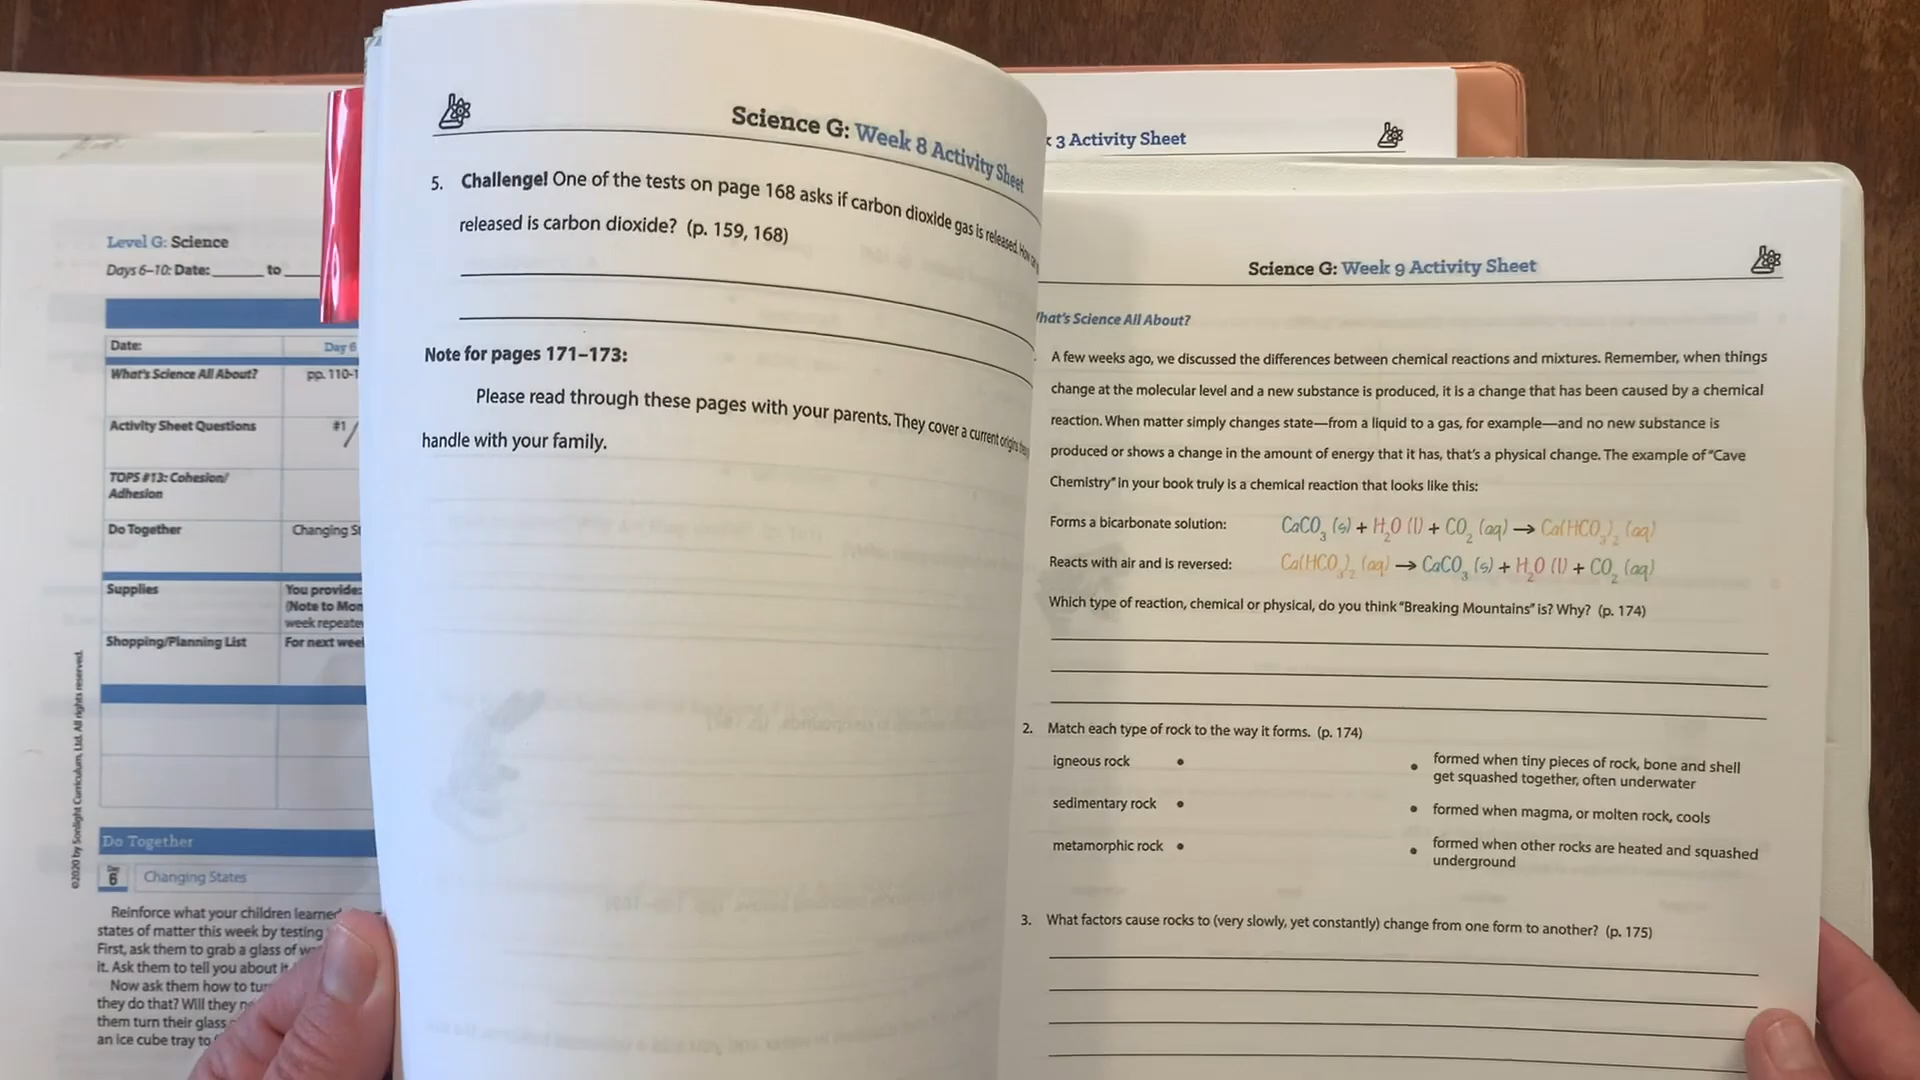 Level G: Science
Days 6–10: Date: ______ to
Date:
Day 6
What's Science All About?
pp. 110-1
Activity Sheet Questions
#1
TOPS #13: Cohesion/
Adhesion
Do Together
Changing St
Supplies
You provide:
(Note to Mom
week repeate
Shopping/Planning List
For next week
©2020 by Sonlight Curriculum, Ltd. All rights reserved.
Do Together
Day
6
Changing States
Reinforce what your children learned
states of matter this week by testing
First, ask them to grab a glass of
it. Ask them to tell you about it.
Now ask them how to
they do that? Will they
them turn their glass
an ice cube tray to
Science G: Week 8 Activity Sheet
5. Challenge! One of the tests on page 168 asks if carbon dioxide gas is released. How
released is carbon dioxide? (p. 159, 168)
Note for pages 171–173:
Please read through these pages with your parents. They cover a current origins
handle with your family.
3 Activity Sheet
Science G: Week 9 Activity Sheet
hat's Science All About?
A few weeks ago, we discussed the differences between chemical reactions and mixtures. Remember, when things
change at the molecular level and a new substance is produced, it is a change that has been caused by a chemical
reaction. When matter simply changes state—from a liquid to a gas, for example—and no new substance is
produced or shows a change in the amount of energy that it has, that's a physical change. The example of "Cave
Chemistry" in your book truly is a chemical reaction that looks like this:
Forms a bicarbonate solution: CaCO₃ (s) + H₂O (l) + CO₂ (aq) → Ca(HCO₃)₂ (aq)
Reacts with air and is reversed: Ca(HCO₃)₂ (aq) → CaCO₃ (s) + H₂O (l) + CO₂ (aq)
Which type of reaction, chemical or physical, do you think "Breaking Mountains" is? Why? (p. 174)
2. Match each type of rock to the way it forms. (p. 174)
igneous rock • • formed when tiny pieces of rock, bone and shell
get squashed together, often underwater
sedimentary rock • • formed when magma, or molten rock, cools
metamorphic rock • • formed when other rocks are heated and squashed
underground
3. What factors cause rocks to (very slowly, yet constantly) change from one form to another? (p. 175)